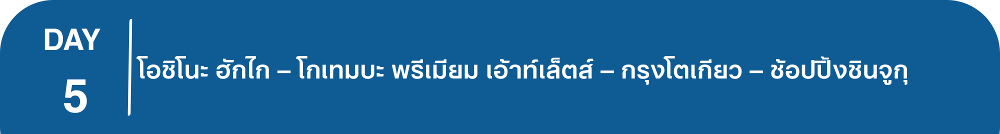 DAY
5
โอชิโนะ ฮักไก – โกเทมบะ พรีเมียม เอ้าท์เล็ตส์ – กรุงโตเกียว – ช้อปปิ้งชินจูกุ